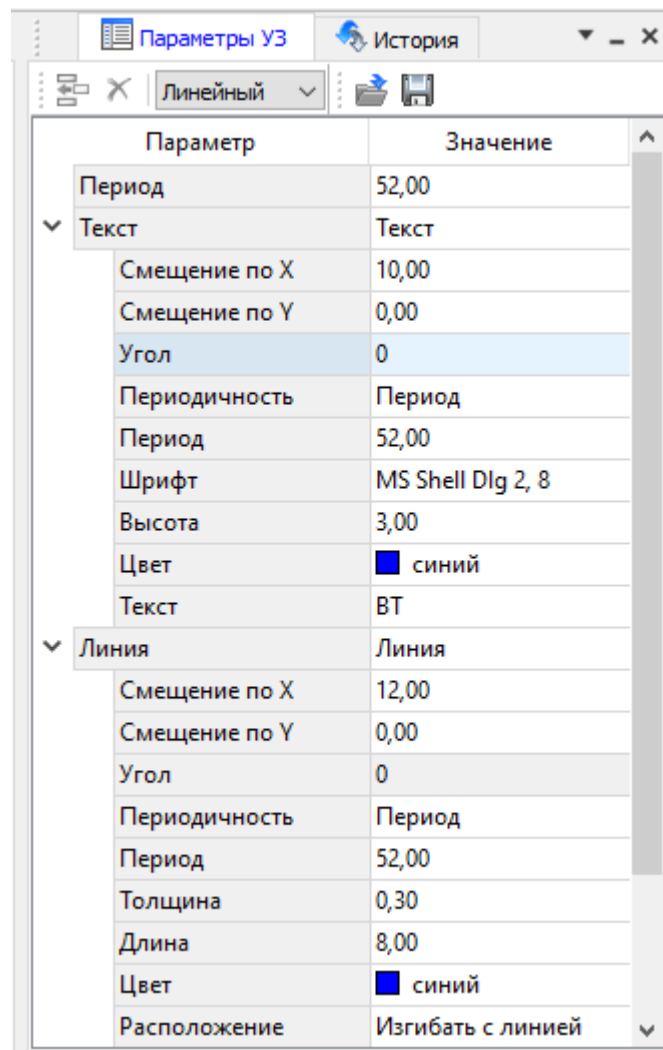 Параметры УЗ История
Линейный
Параметр Значение
Период 52,00
Текст Текст
Смещение по X 10,00
Смещение по Y 0,00
Угол 0
Периодичность Период
Период 52,00
Шрифт MS Shell Dlg 2, 8
Высота 3,00
Цвет синий
Текст ВТ
Линия Линия
Смещение по X 12,00
Смещение по Y 0,00
Угол 0
Периодичность Период
Период 52,00
Толщина 0,30
Длина 8,00
Цвет синий
Расположение Изгибать с линией